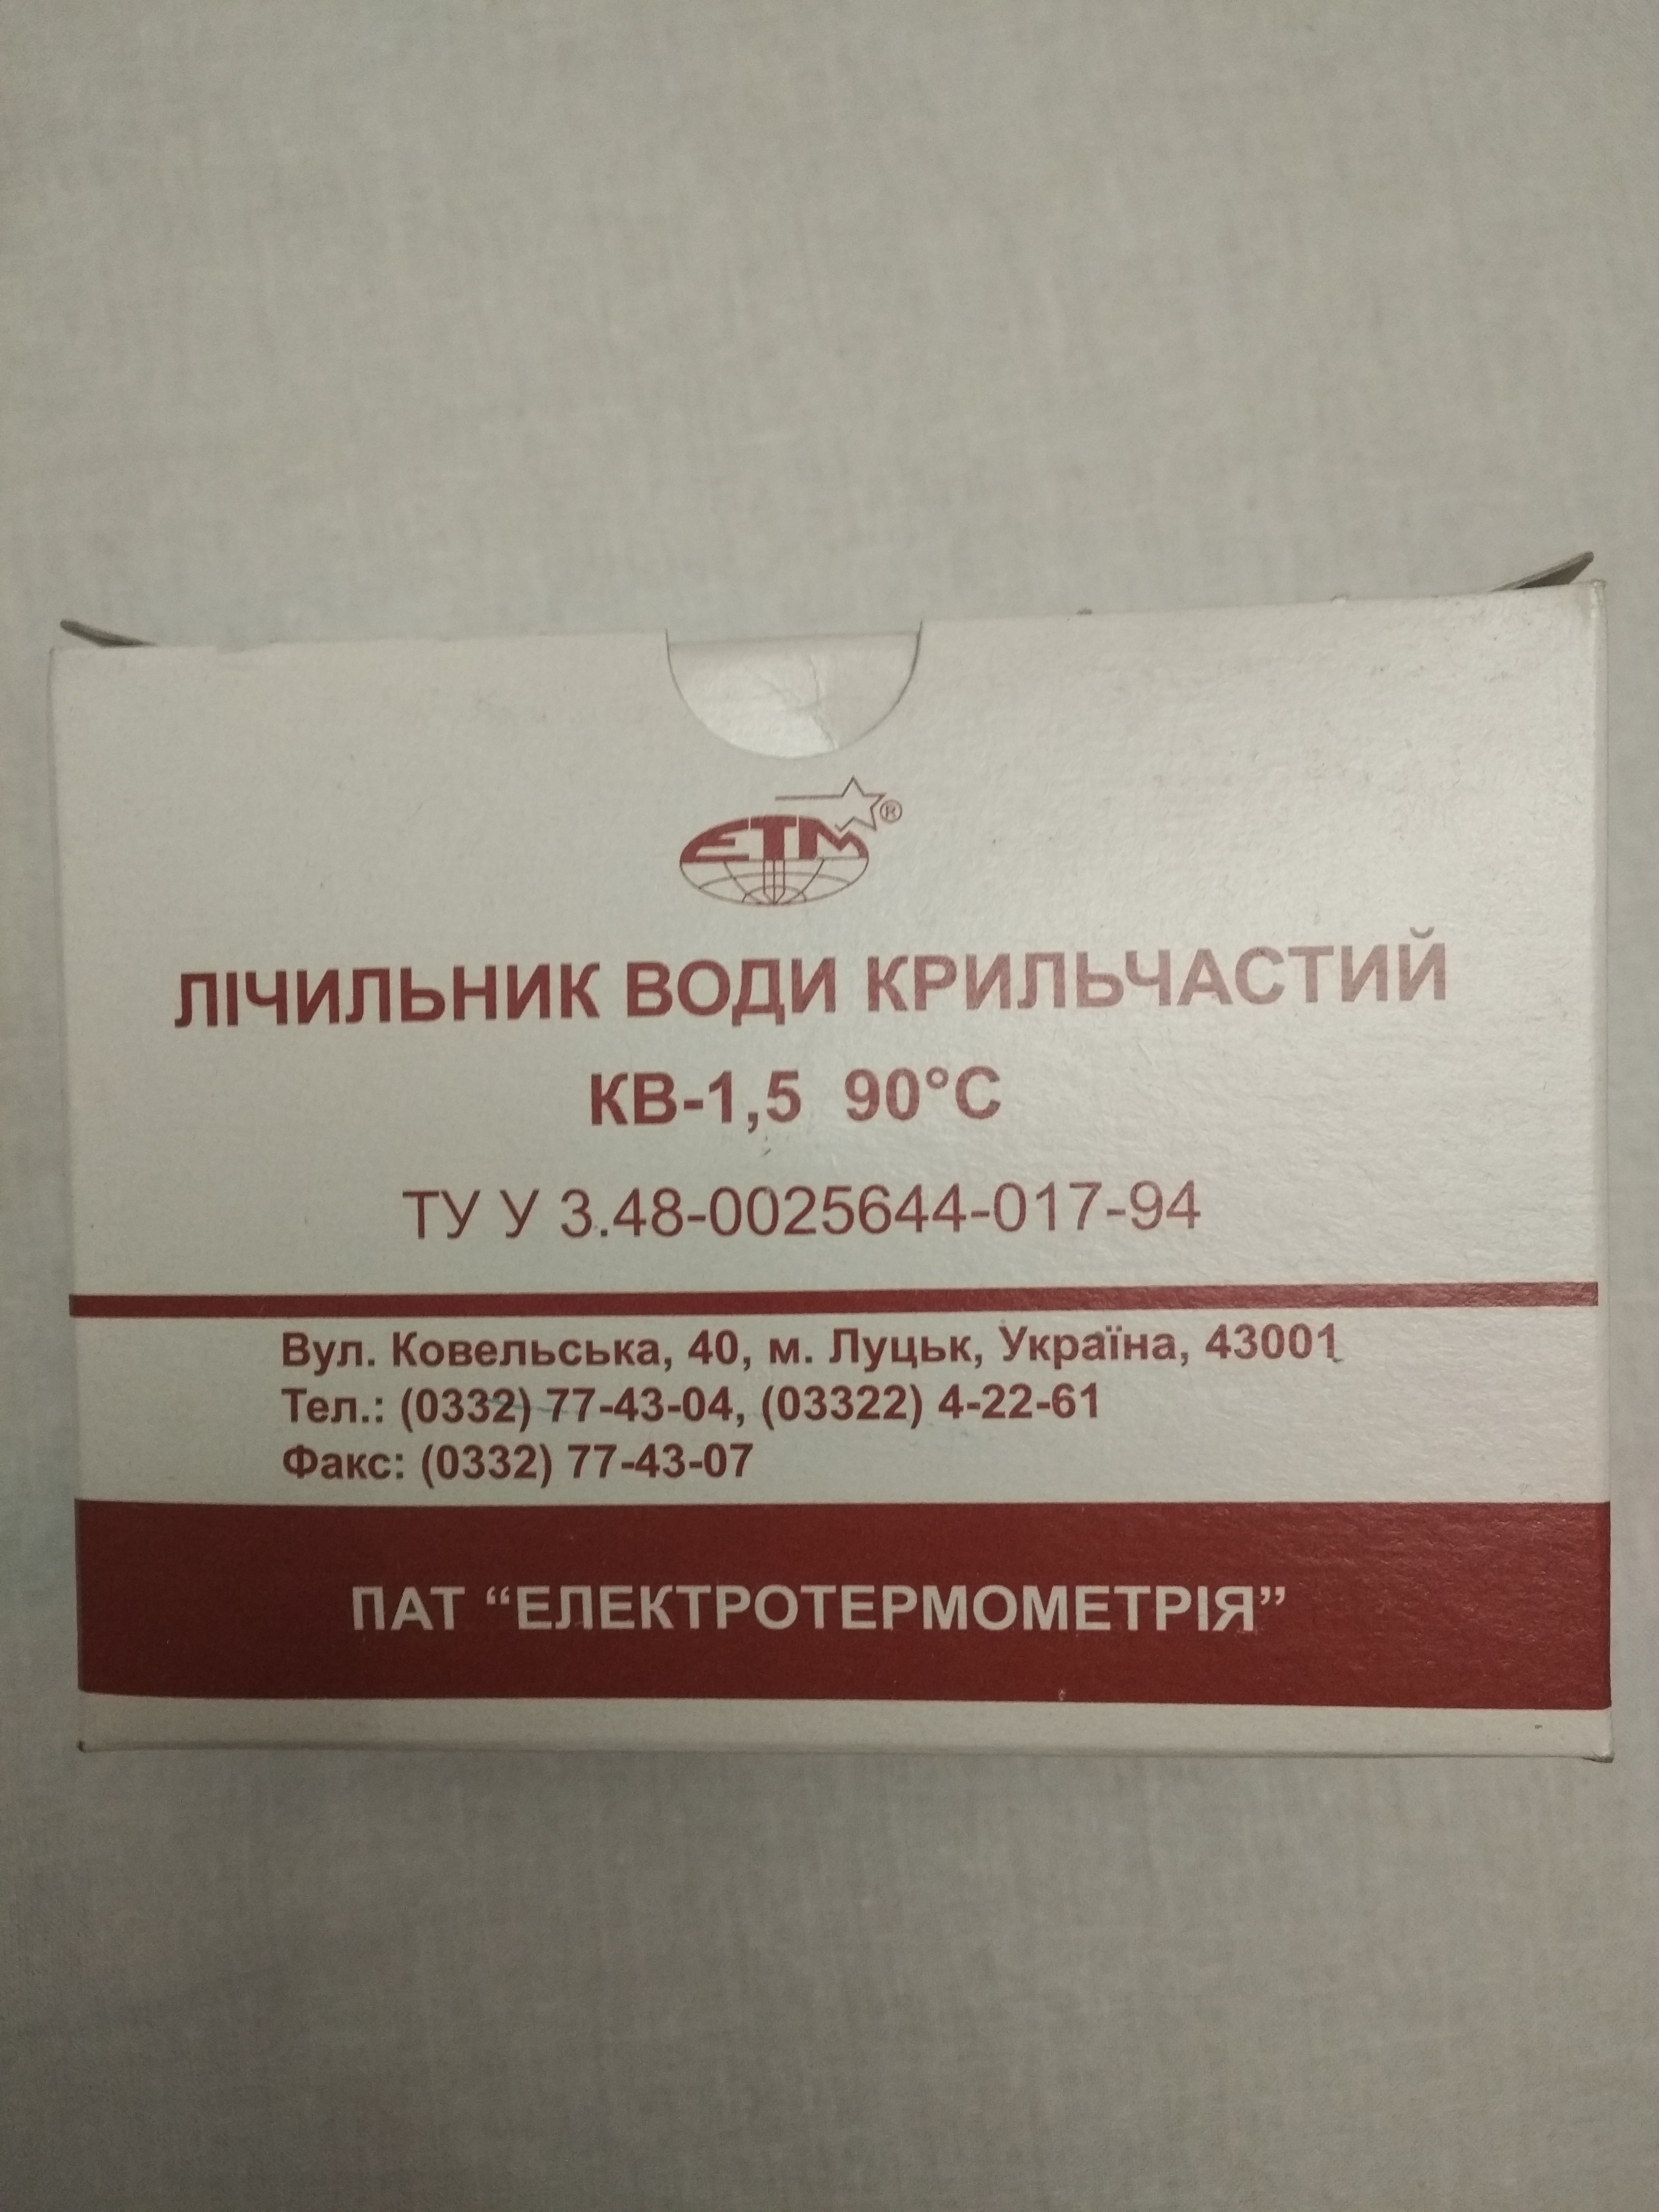 ЕТМ®
ЛІЧИЛЬНИК ВОДИ КРИЛЬЧАСТИЙ
КВ-1,5 90°С
ТУ У 3.48-0025644-017-94
Вул. Ковельська, 40, м. Луцьк, Україна, 43001
Тел.: (0332) 77-43-04, (03322) 4-22-61
Факс: (0332) 77-43-07
ПАТ “ЕЛЕКТРОТЕРМОМЕТРІЯ”